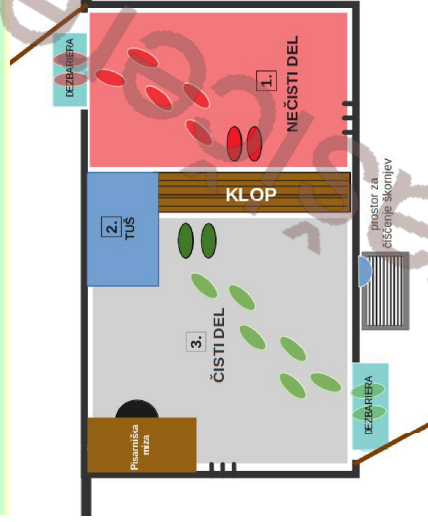 DEZBARIERA
1.
NEČISTI DEL
KLOP
2.
TUŠ
prostor za
čiščenje škornjev
3.
ČISTI DEL
DEZBARIERA
Pisarniška
miza